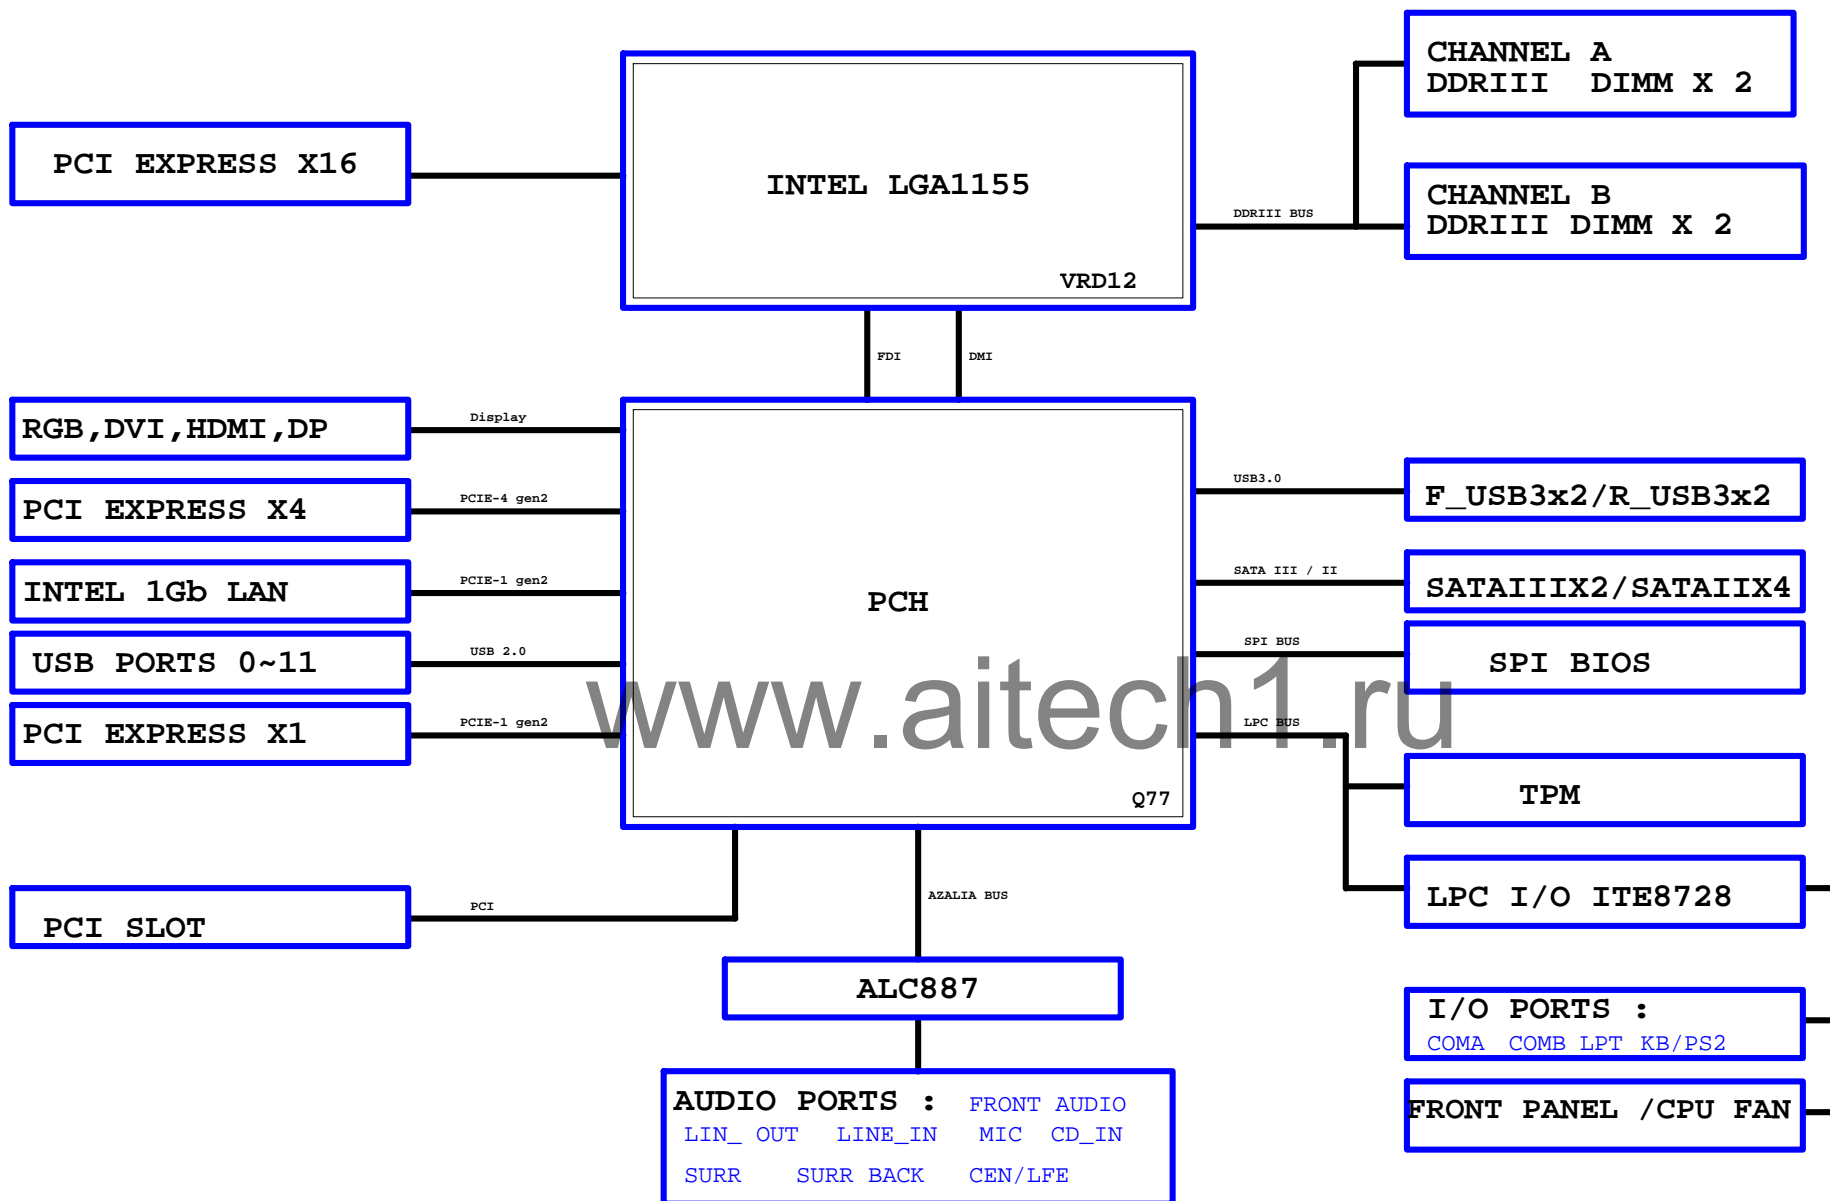 CHANNEL A
DDRIII DIMM X 2
PCI EXPRESS X16
INTEL LGA1155
CHANNEL B
DDRIII DIMM X 2
DDRIII BUS
VRD12
FDI
DMI
RGB,DVI,HDMI,DP
Display
PCI EXPRESS X4
PCIE-4 gen2
USB3.0
F_USB3x2/R_USB3x2
INTEL 1Gb LAN
PCIE-1 gen2
PCH
SATA III / II
SATAIIIX2/SATAIIX4
USB PORTS 0~11
USB 2.0
SPI BUS
SPI BIOS
www.aitech1.ru
PCI EXPRESS X1
PCIE-1 gen2
LPC BUS
Q77
TPM
PCI SLOT
PCI
AZALIA BUS
LPC I/O ITE8728
ALC887
I/O PORTS :
COMA COMB LPT KB/PS2
AUDIO PORTS : FRONT AUDIO
LIN_ OUT LINE_IN MIC CD_IN
SURR SURR BACK CEN/LFE
FRONT PANEL /CPU FAN